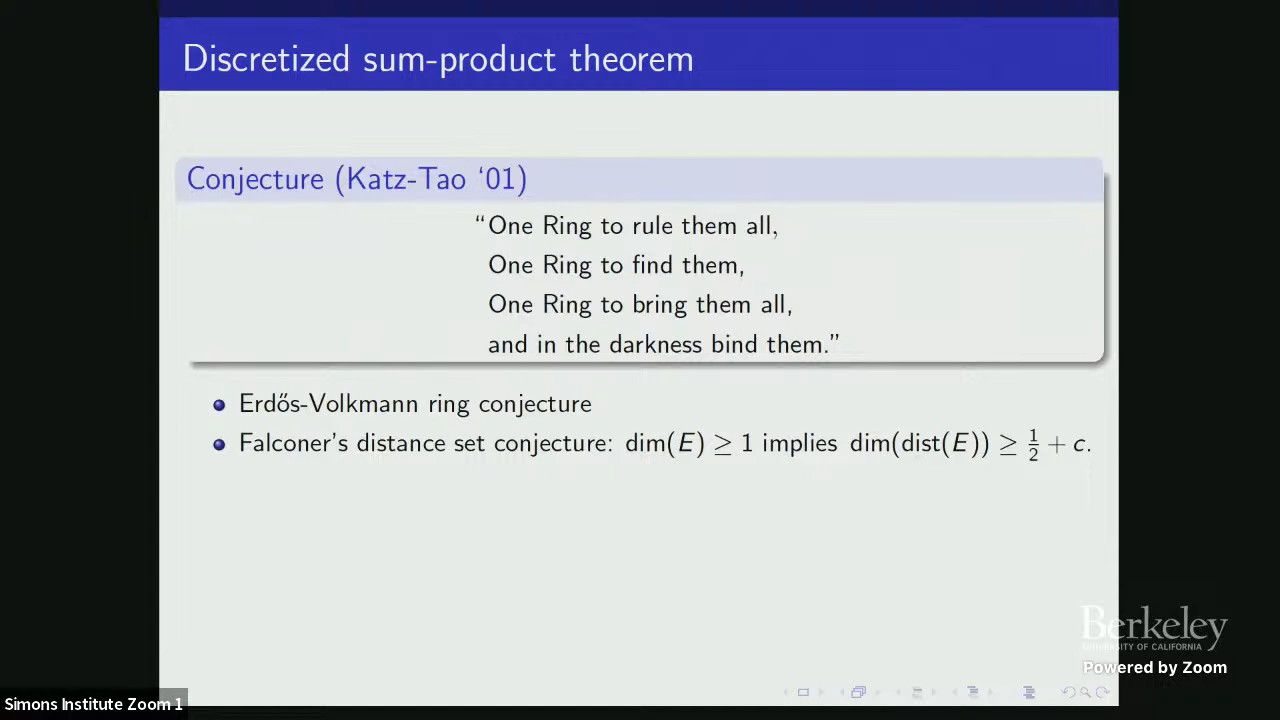 Discretized sum-product theorem
Conjecture (Katz-Tao ‘01)
“One Ring to rule them all,
One Ring to find them,
One Ring to bring them all,
and in the darkness bind them.”
Erdős-Volkmann ring conjecture
Falconer's distance set conjecture: dim(E) ≥ 1 implies dim(dist(E)) ≥ 1/2 + c.
Berkeley
UNIVERSITY OF CALIFORNIA
Powered by Zoom
Simons Institute Zoom 1